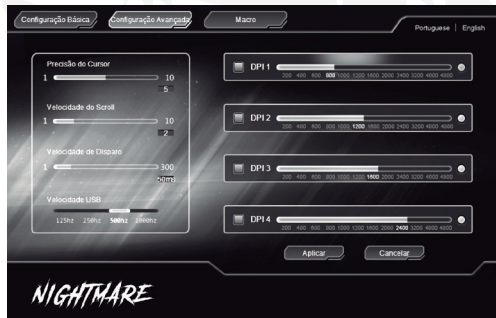 Configuração Básica
Configuração Avançada
Macro
Portuguese | English
Precisão do Cursor
1 10
5
Velocidade do Scroll
1 10
2
Velocidade de Disparo
1 300
50ms
Velocidade USB
125hz 250hz 500hz 1000hz
DPI 1
200 400 600 800 1000 1200 1600 2000 2400 3200 4000 4800
DPI 2
200 400 600 800 1000 1200 1600 2000 2400 3200 4000 4800
DPI 3
200 400 600 800 1000 1200 1600 2000 2400 3200 4000 4800
DPI 4
200 400 600 800 1000 1200 1600 2000 2400 3200 4000 4800
Aplicar
Cancelar
NIGHTMARE